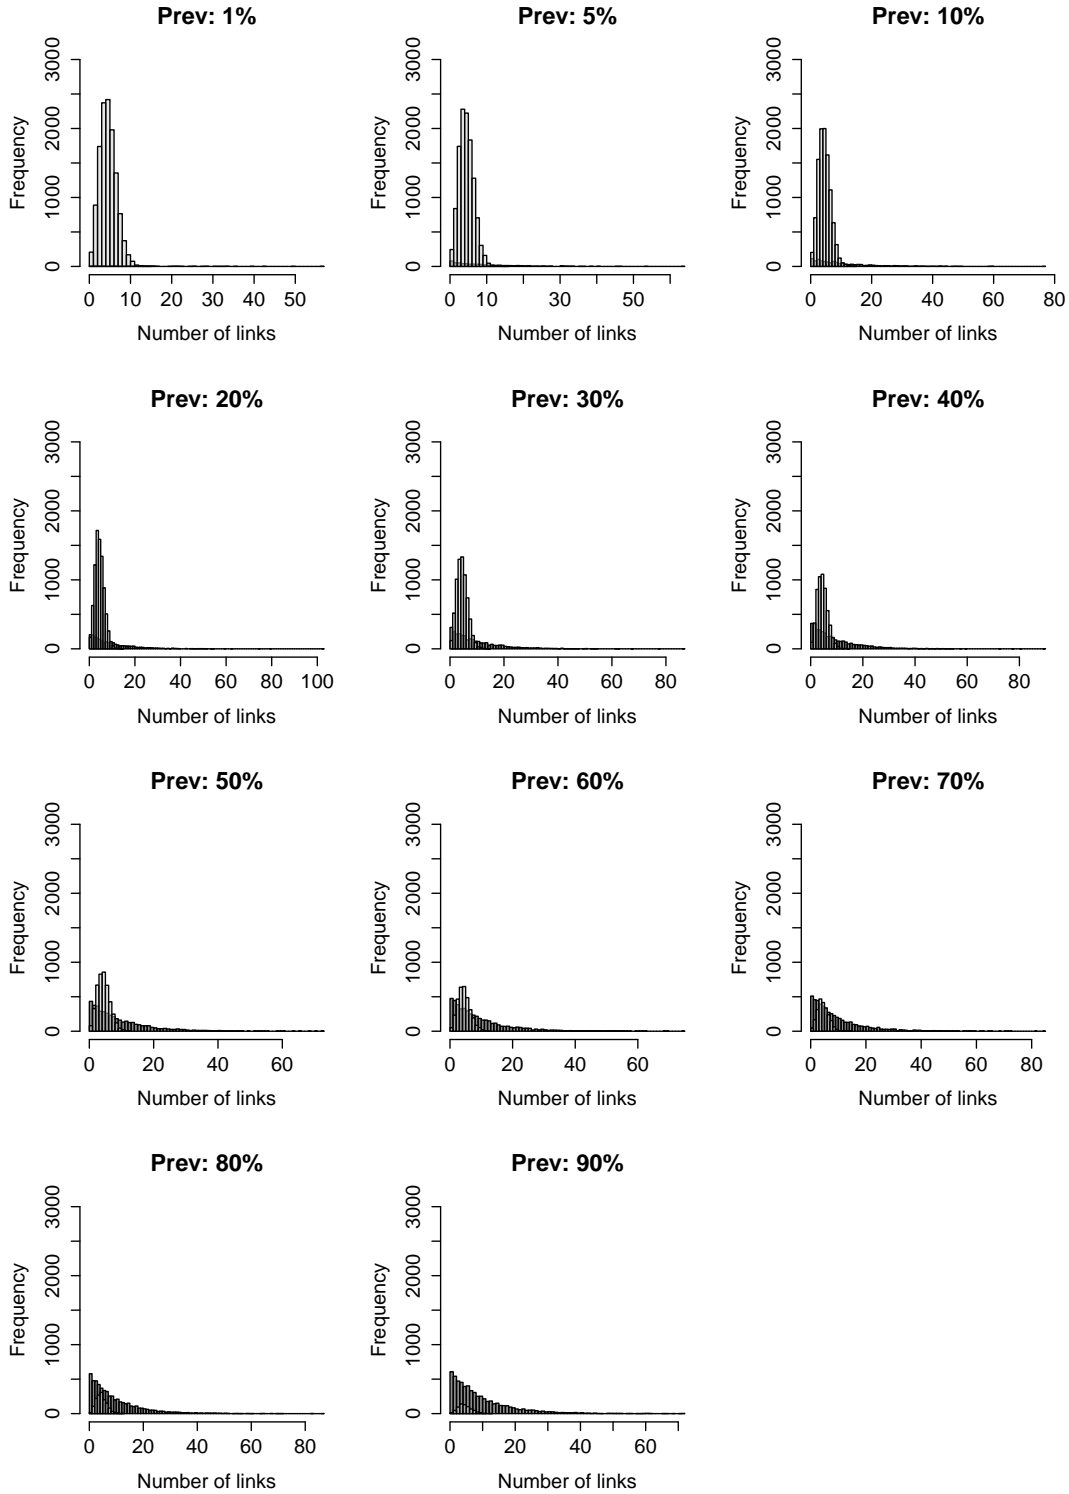 Prev: 1%
Frequency
0 1000 2000 3000
0 10 20 30 40 50
Number of links
Prev: 5%
Frequency
0 1000 2000 3000
0 10 30 50
Number of links
Prev: 10%
Frequency
0 1000 2000 3000
0 20 40 60 80
Number of links
Prev: 20%
Frequency
0 1000 2000 3000
0 20 40 60 80 100
Number of links
Prev: 30%
Frequency
0 1000 2000 3000
0 20 40 60 80
Number of links
Prev: 40%
Frequency
0 1000 2000 3000
0 20 40 60 80
Number of links
Prev: 50%
Frequency
0 1000 2000 3000
0 20 40 60
Number of links
Prev: 60%
Frequency
0 1000 2000 3000
0 20 40 60
Number of links
Prev: 70%
Frequency
0 1000 2000 3000
0 20 40 60 80
Number of links
Prev: 80%
Frequency
0 1000 2000 3000
0 20 40 60 80
Number of links
Prev: 90%
Frequency
0 1000 2000 3000
0 20 40 60
Number of links